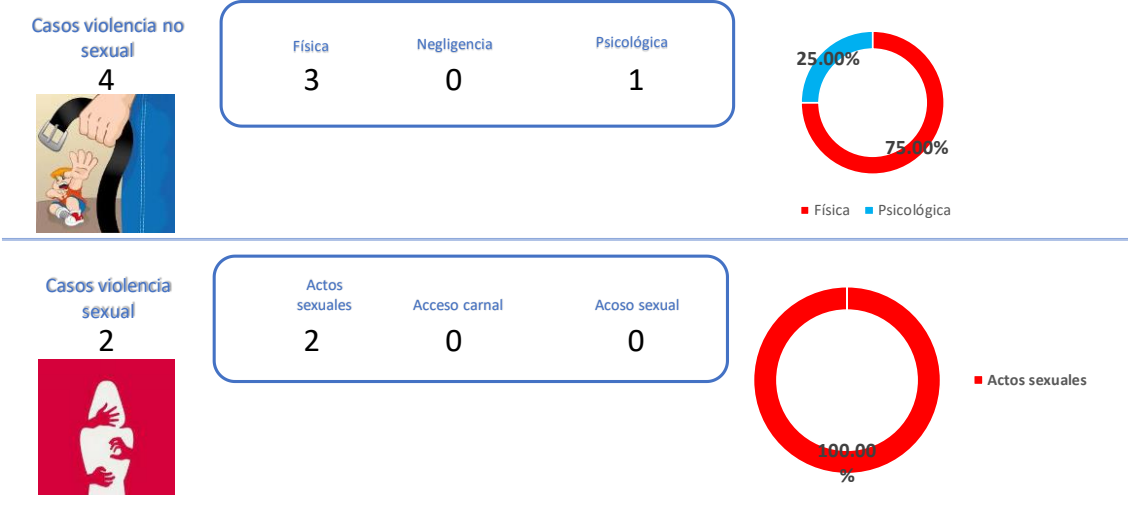 Casos violencia no
sexual
4
Física
Negligencia
Psicológica
3
0
1
25.00%
75.00%
Física
Psicológica
Casos violencia
sexual
2
Actos
sexuales
Acceso carnal
Acoso sexual
2
0
0
100.00
%
Actos sexuales